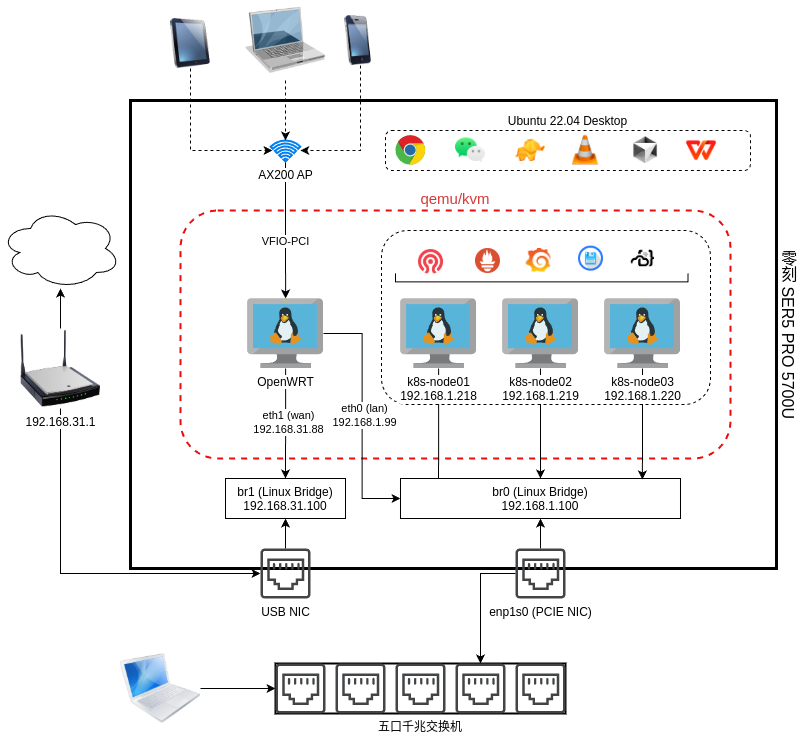 Ubuntu 22.04 Desktop
AX200 AP
qemu/kvm
VFIO-PCI
零刻 SER5 PRO 5700U
OpenWRT
k8s-node01
192.168.1.218
k8s-node02
192.168.1.219
k8s-node03
192.168.1.220
eth1 (wan)
192.168.31.88
eth0 (lan)
192.168.1.99
192.168.31.1
br1 (Linux Bridge)
192.168.31.100
br0 (Linux Bridge)
192.168.1.100
USB NIC
enp1s0 (PCIE NIC)
五口千兆交换机